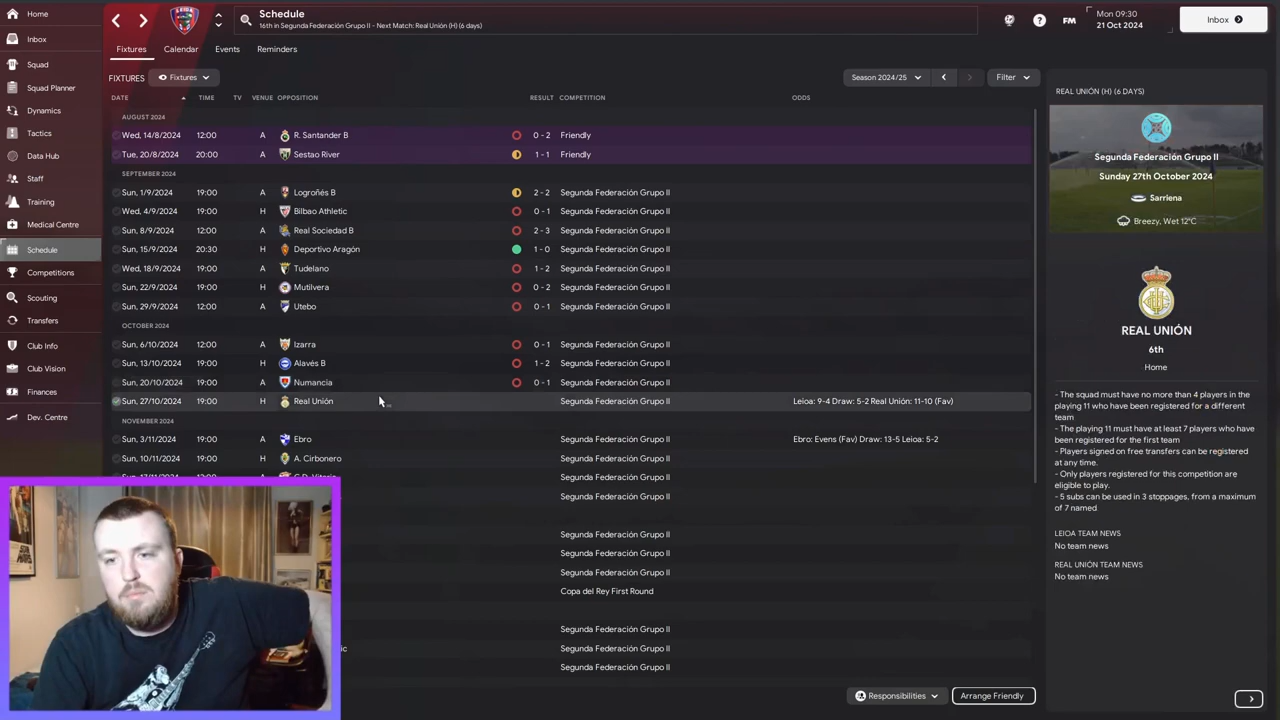 Home
Inbox
Squad
Squad Planner
Dynamics
Tactics
Data Hub
Staff
Training
Medical Centre
Schedule
Competitions
Scouting
Transfers
Club Info
Club Vision
Finances
Dev. Centre
Schedule
16th in Segunda Federación Grupo II - Next Match: Real Unión (H) (6 days)
FM
Mon 09:30
21 Oct 2024
Inbox
Fixtures Calendar Events Reminders
FIXTURES Fixtures Season 2024/25 Filter
DATE TIME TV VENUE OPPOSITION RESULT COMPETITION ODDS
AUGUST 2024
Wed, 14/8/2024 12:00 A R. Santander B 0 - 2 Friendly
Tue, 20/8/2024 20:00 A Sestao River 1 - 1 Friendly
SEPTEMBER 2024
Sun, 1/9/2024 19:00 A Logroñés B 2 - 2 Segunda Federación Grupo II
Wed, 4/9/2024 19:00 H Bilbao Athletic 0 - 1 Segunda Federación Grupo II
Sun, 8/9/2024 12:00 A Real Sociedad B 2 - 3 Segunda Federación Grupo II
Sun, 15/9/2024 20:30 H Deportivo Aragón 1 - 0 Segunda Federación Grupo II
Wed, 18/9/2024 19:00 A Tudelano 1 - 2 Segunda Federación Grupo II
Sun, 22/9/2024 19:00 H Mutilvera 0 - 2 Segunda Federación Grupo II
Sun, 29/9/2024 12:00 A Utebo 0 - 1 Segunda Federación Grupo II
OCTOBER 2024
Sun, 6/10/2024 12:00 A Izarra 0 - 1 Segunda Federación Grupo II
Sun, 13/10/2024 19:00 H Alavés B 1 - 2 Segunda Federación Grupo II
Sun, 20/10/2024 19:00 A Numancia 0 - 1 Segunda Federación Grupo II
Sun, 27/10/2024 19:00 H Real Unión Segunda Federación Grupo II Leioa: 9-4 Draw: 5-2 Real Unión: 11-10 (Fav)
NOVEMBER 2024
Sun, 3/11/2024 19:00 A Ebro Segunda Federación Grupo II Ebro: Evens (Fav) Draw: 13-5 Leioa: 5-2
Sun, 10/11/2024 19:00 H A. Cirbonero Segunda Federación Grupo II
Segunda Federación Grupo II
Segunda Federación Grupo II
Segunda Federación Grupo II
Segunda Federación Grupo II
Segunda Federación Grupo II
Copa del Rey First Round
Segunda Federación Grupo II
Segunda Federación Grupo II
Segunda Federación Grupo II
Responsibilities Arrange Friendly
REAL UNIÓN (H) (6 DAYS)
Segunda Federación Grupo II
Sunday 27th October 2024
Sarriena
Breezy, Wet 12°C
REAL UNIÓN
6th
Home
- The squad must have no more than 4 players in the
playing 11 who have been registered for a different
team
- The playing 11 must have at least 7 players who have
been registered for the first team
- Players signed on free transfers can be registered
at any time.
- Only players registered for this competition are
eligible to play.
- 5 subs can be used in 3 stoppages, from a maximum
of 7 named
LEIOA TEAM NEWS
No team news
REAL UNIÓN TEAM NEWS
No team news